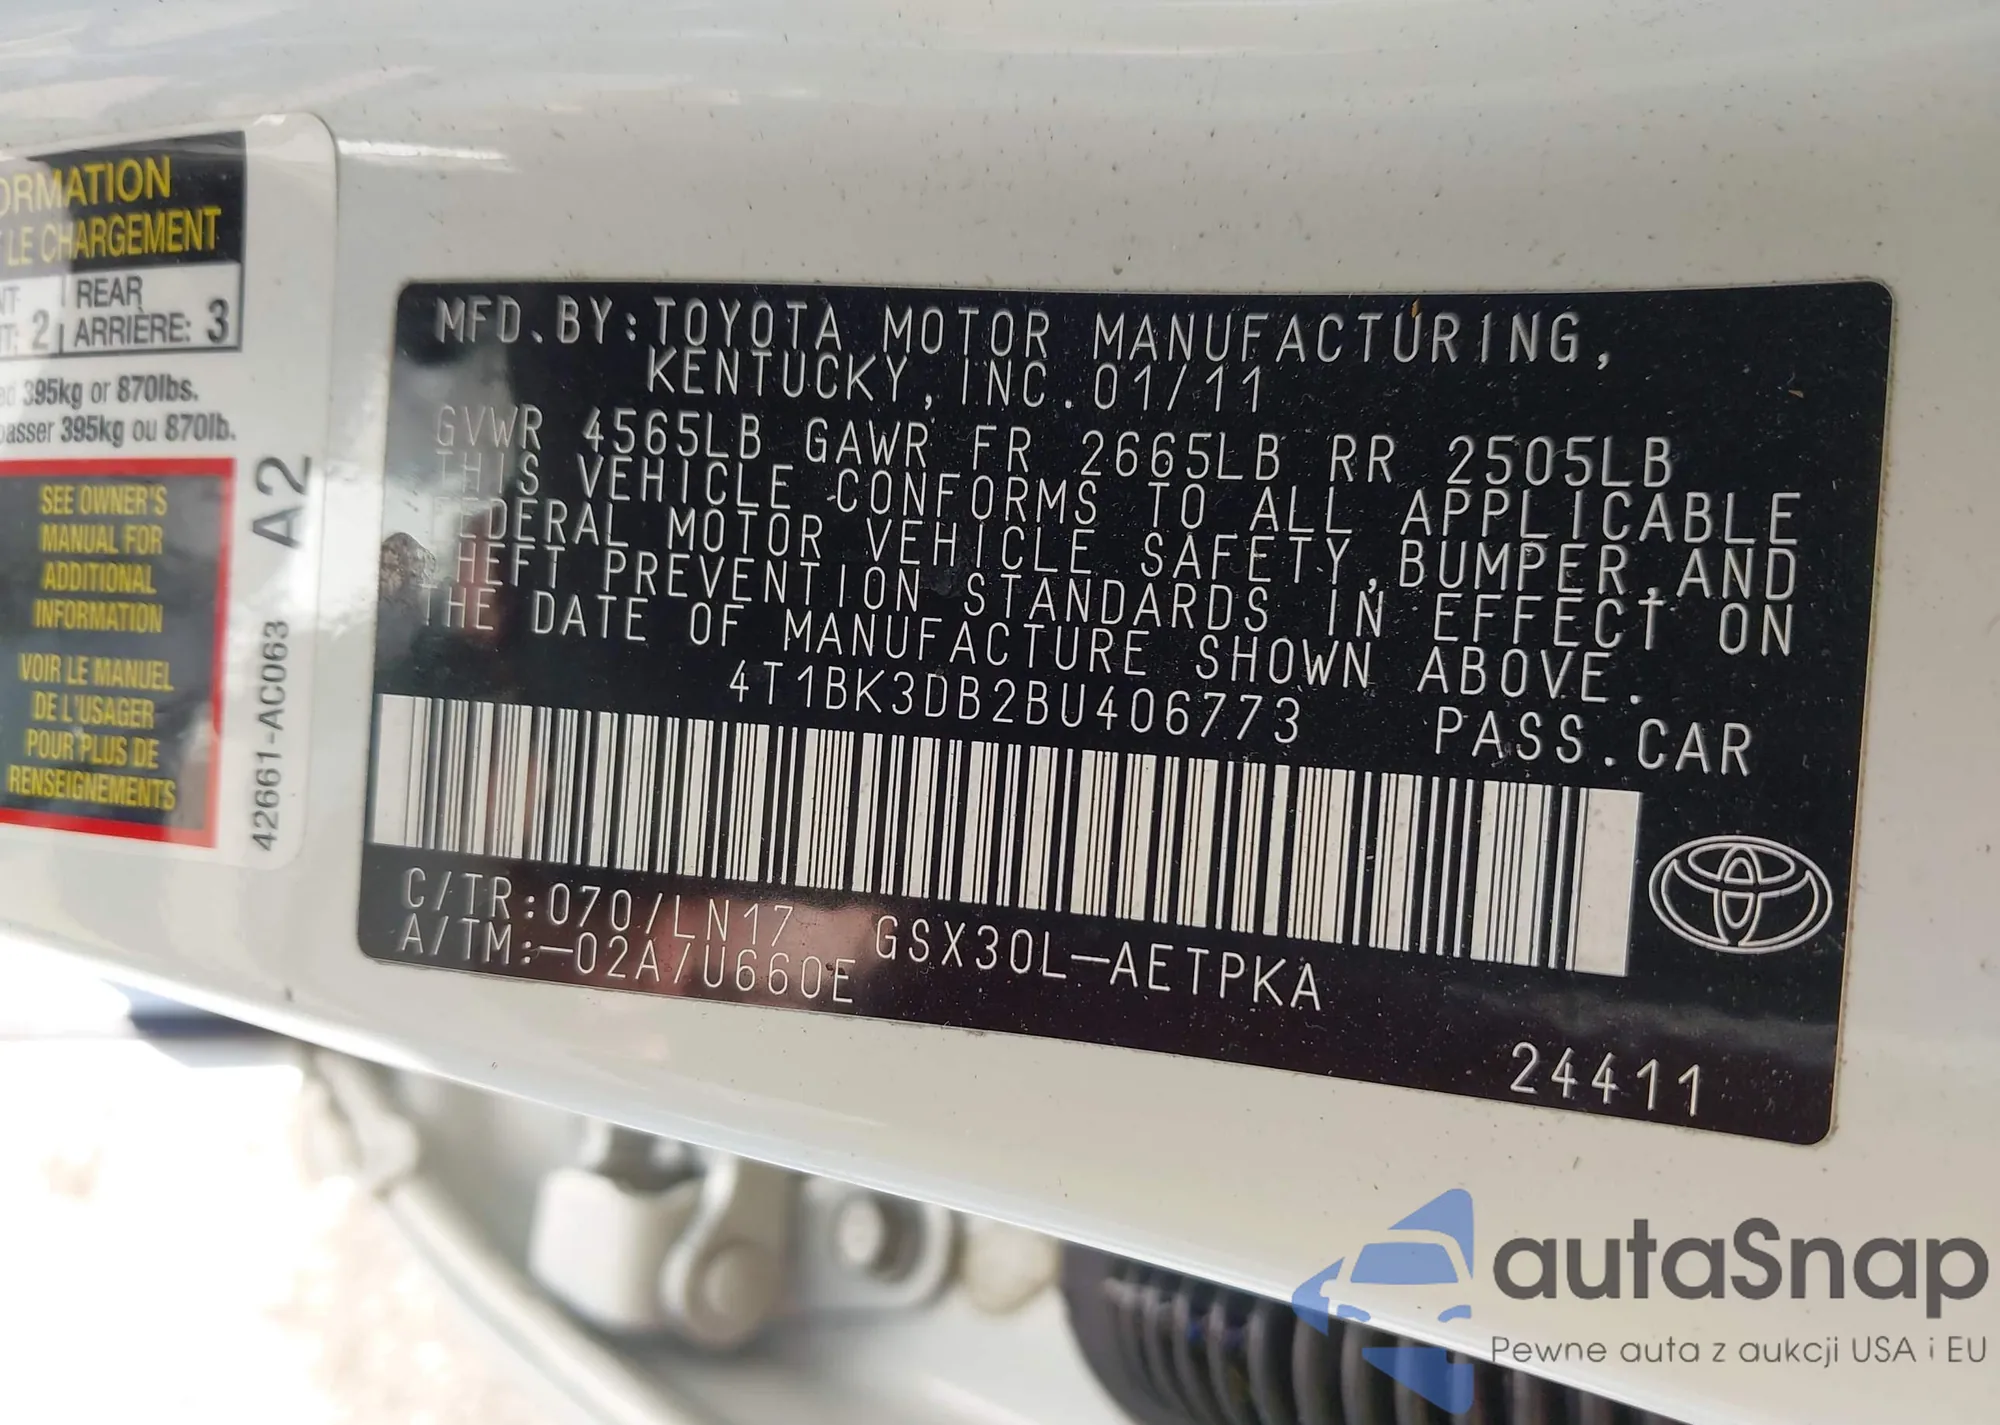 ORMATION
LE CHARGEMENT
REAR
2 ARRIÈRE: 3
395kg or 870lbs.
passer 395kg ou 870lb.
SEE OWNER'S
MANUAL FOR
ADDITIONAL
INFORMATION
VOIR LE MANUEL
DE L'USAGER
POUR PLUS DE
RENSEIGNEMENTS
42661-AC063 A2
MFD.BY:TOYOTA MOTOR MANUFACTURING,
KENTUCKY,INC.01/11
GVWR 4565LB GAWR FR 2665LB RR 2505LB
THIS VEHICLE CONFORMS TO ALL APPLICABLE
FEDERAL MOTOR VEHICLE SAFETY,BUMPER,AND
THEFT PREVENTION STANDARDS IN EFFECT ON
THE DATE OF MANUFACTURE SHOWN ABOVE.
4T1BK3DB2BU406773 PASS.CAR
C/TR:070/LN17 GSX30L-AETPKA
A/TM:-02A/U660E
24411
autaSnap
Pewne auta z aukcji USA i EU